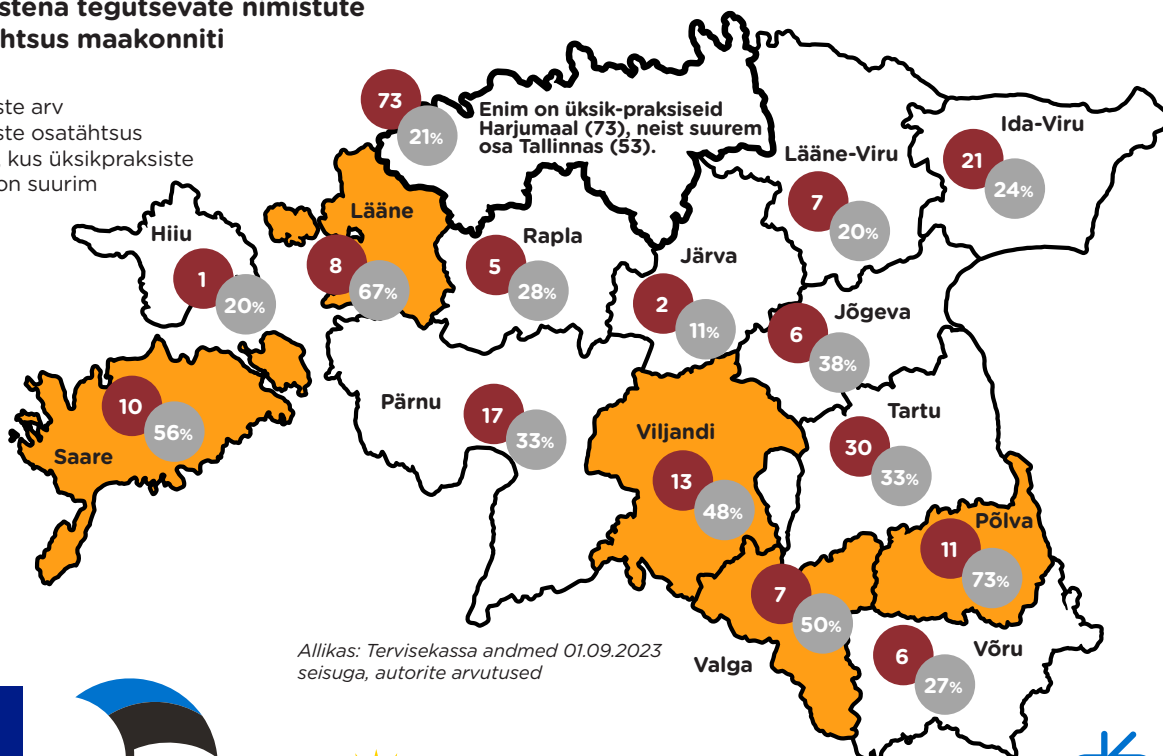 stena tegutsevate nimistute
htsus maakonniti
ste arv
ste osatähtsus
kus üksikpraksiste
on suurim
73
21%
Enim on üksik-praksiseid
Harjumaal (73), neist suurem
osa Tallinnas (53).
Ida-Viru
21
24%
Lääne-Viru
7
20%
Lääne
8
67%
Hiiu
1
20%
Rapla
5
28%
Järva
2
11%
Jõgeva
6
38%
Saare
10
56%
Pärnu
17
33%
Viljandi
13
48%
Tartu
30
33%
Põlva
11
73%
Valga
7
50%
Võru
6
27%
Allikas: Tervisekassa andmed 01.09.2023
seisuga, autorite arvutused